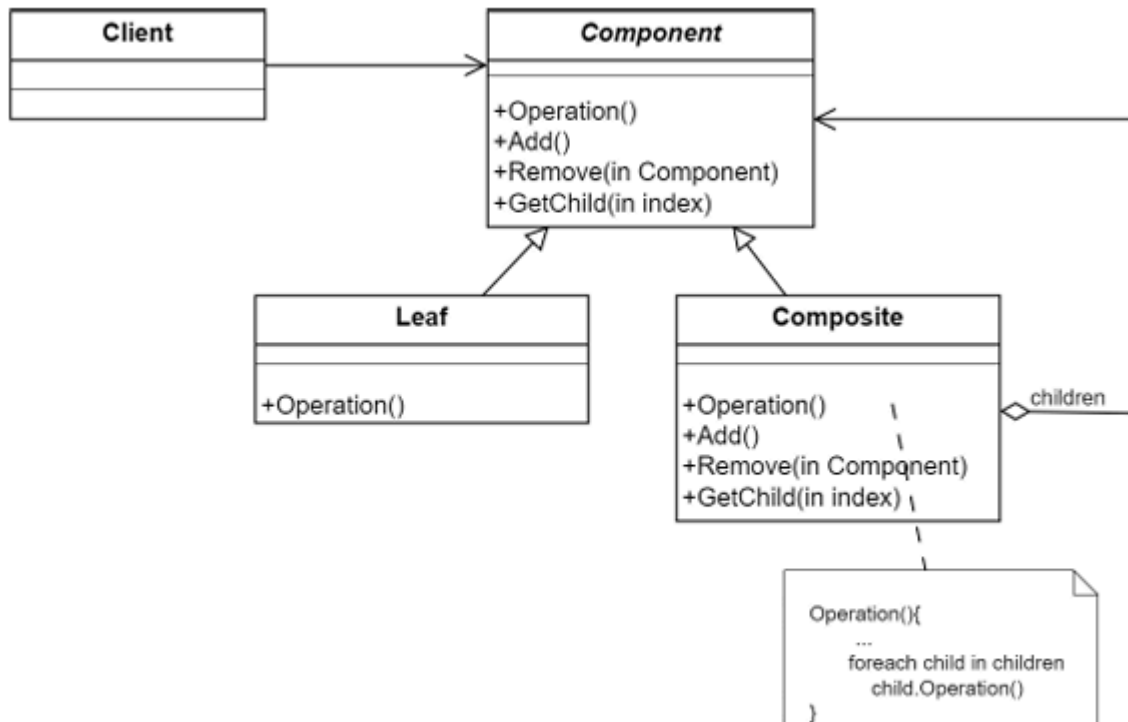 Client
Component
+Operation()
+Add()
+Remove(in Component)
+GetChild(in index)
Leaf
+Operation()
Composite
+Operation()
+Add()
+Remove(in Component)
+GetChild(in index)
children
Operation(){
...
foreach child in children
child.Operation()
}